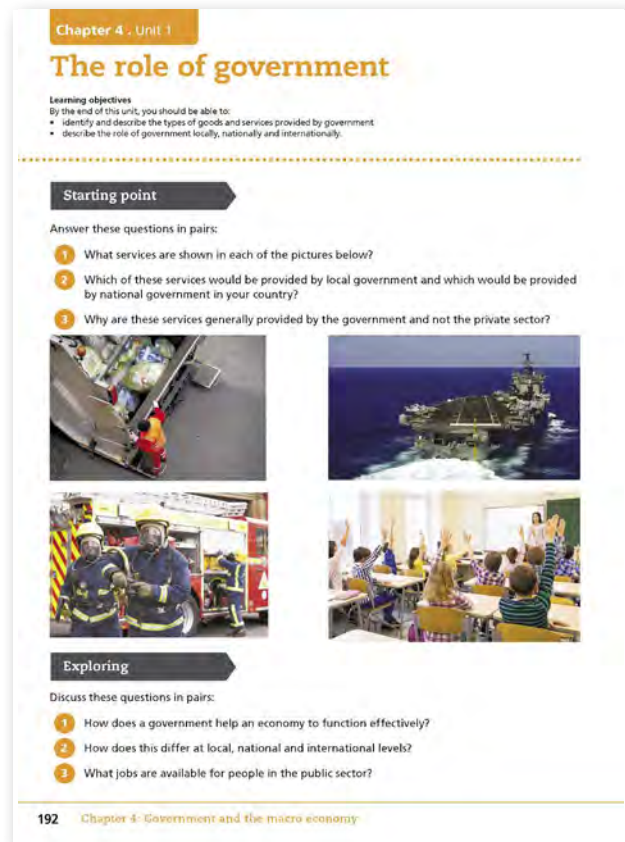 Chapter 4 . Unit 1
The role of government
Learning objectives
By the end of this unit, you should be able to:
• identify and describe the types of goods and services provided by government
• describe the role of government locally, nationally and internationally.
Starting point
Answer these questions in pairs:
1 What services are shown in each of the pictures below?
2 Which of these services would be provided by local government and which would be provided
by national government in your country?
3 Why are these services generally provided by the government and not the private sector?
Exploring
Discuss these questions in pairs:
1 How does a government help an economy to function effectively?
2 How does this differ at local, national and international levels?
3 What jobs are available for people in the public sector?
192 Chapter 4: Government and the macro economy